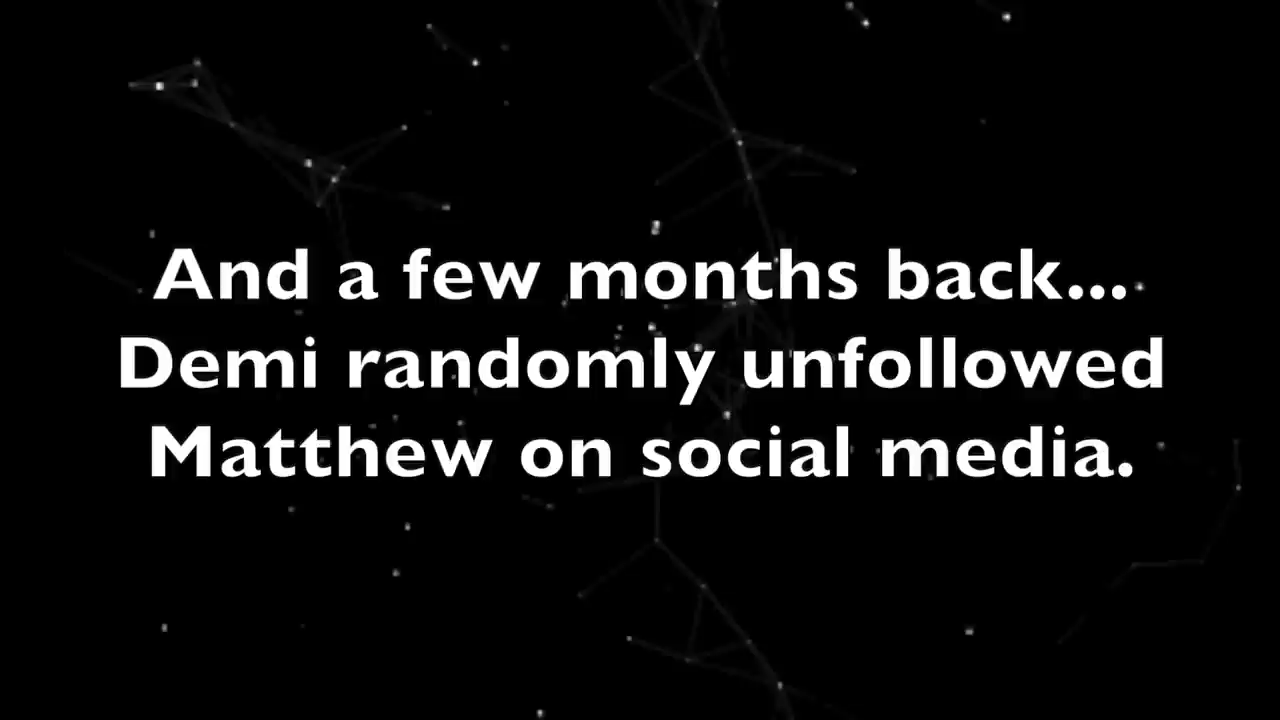 And a few months back...
Demi randomly unfollowed
Matthew on social media.